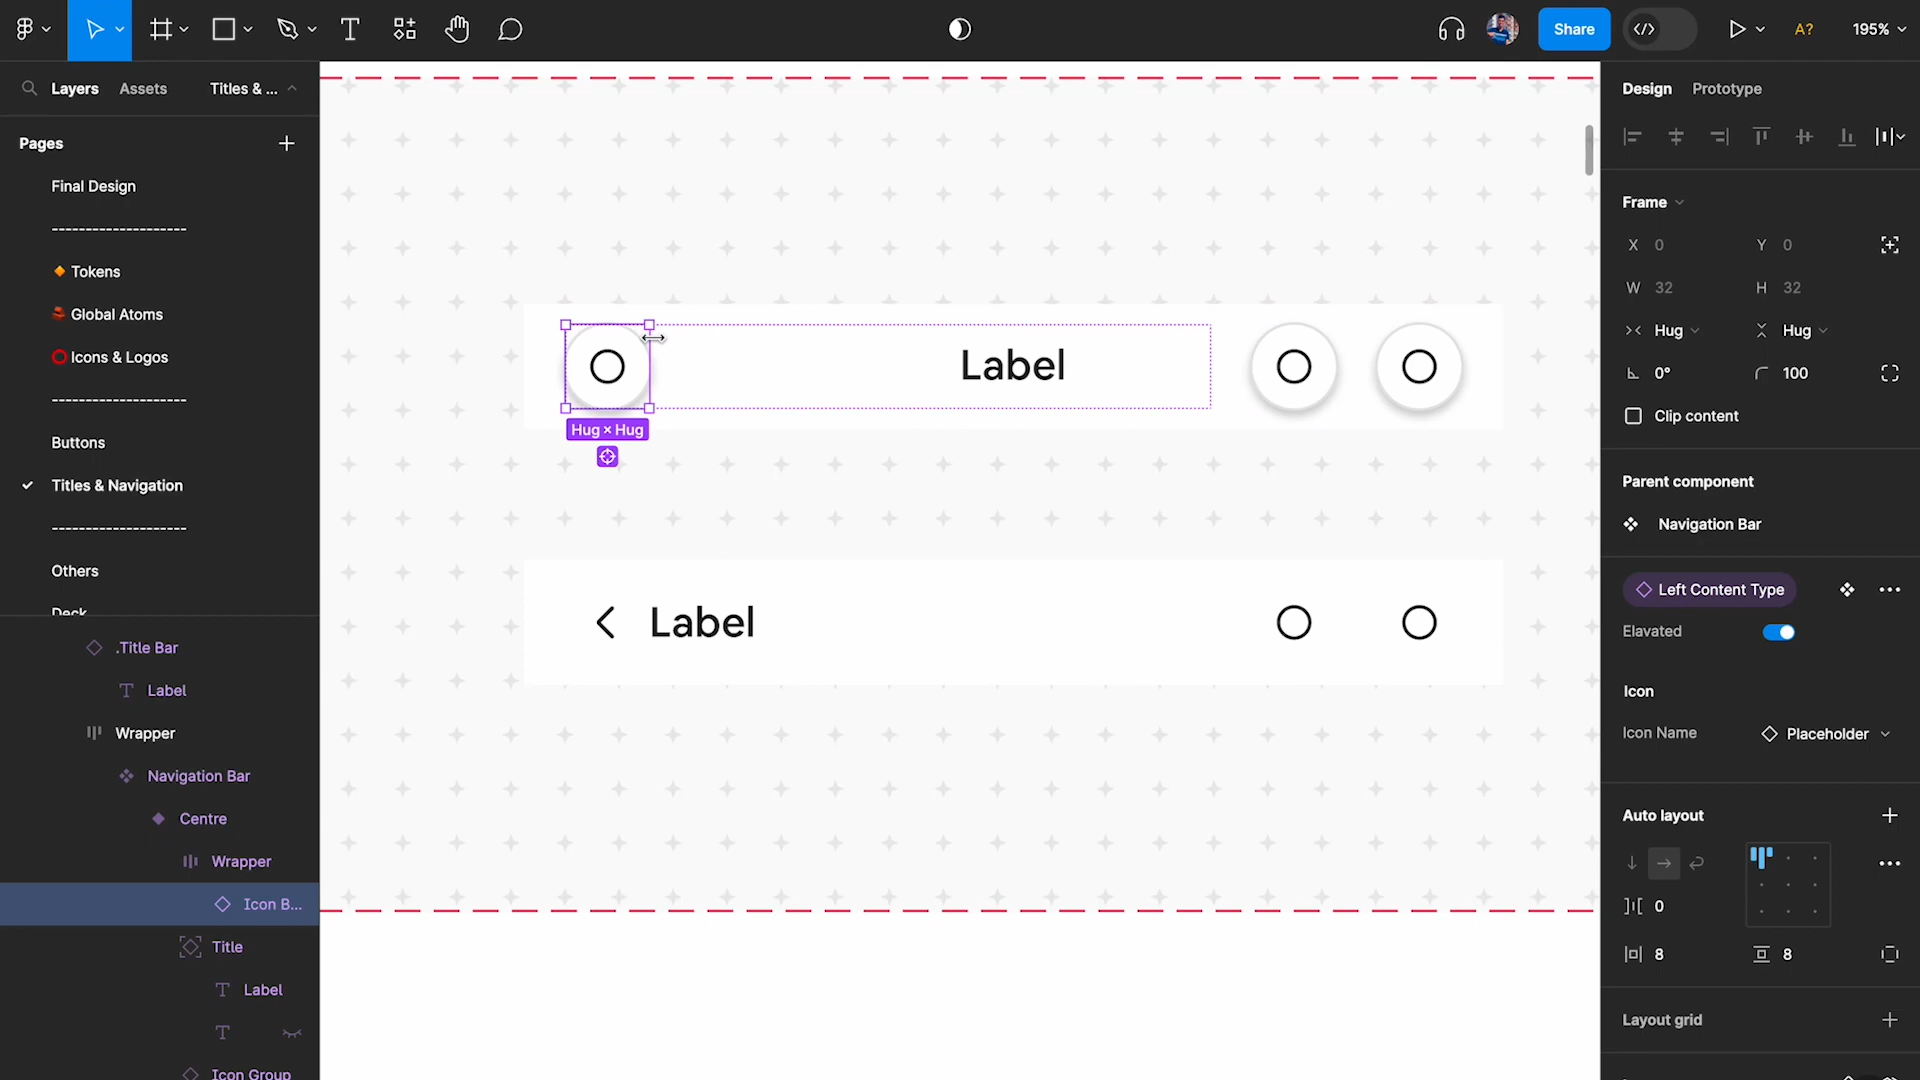 Share
A?
195%
Layers
Assets
Titles & ...
Pages
Final Design
--------------------
Tokens
Global Atoms
Icons & Logos
--------------------
Buttons
Titles & Navigation
--------------------
Others
Deck
.Title Bar
Label
Wrapper
Navigation Bar
Centre
Wrapper
Icon B...
Title
Label
Icon Group
Label
Hug × Hug
Label
Design
Prototype
Frame
X 0
Y 0
W 32
H 32
Hug
Hug
0°
100
Clip content
Parent component
Navigation Bar
Left Content Type
Elavated
Icon
Icon Name
Placeholder
Auto layout
0
8
8
Layout grid